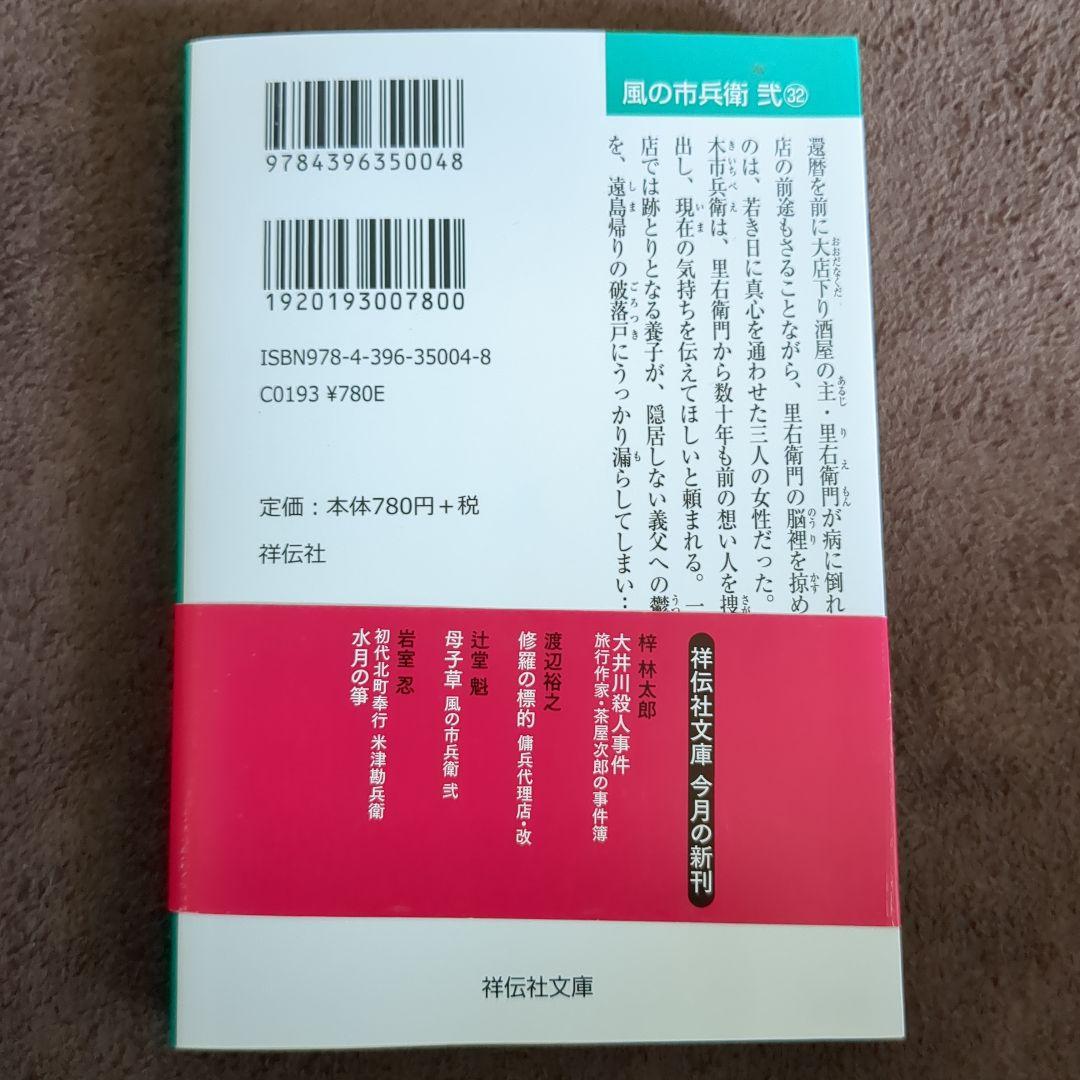 風の市兵衛 弐㉜
還暦を前に大店下り酒屋の主・里右衛門が病に倒れ
店の前途もさることながら、里右衛門の脳裡を掠め
のは、若き日に真心を通わせた三人の女性だった。
木市兵衛は、里右衛門から数十年も前の想い人を捜
出し、現在の気持ちを伝えてほしいと頼まれる。一
店では跡とりとなる養子が、隠居しない義父への鬱
を、遠島帰りの破落戸にうっかり漏らしてしまい…
9784396350048
1920193007800
ISBN978-4-396-35004-8
C0193 ¥780E
定価:本体780円+税
祥伝社
祥伝社文庫 今月の新刊
梓 林太郎
大井川殺人事件
旅行作家・茶屋次郎の事件簿
渡辺裕之
修羅の標的 傭兵代理店・改
辻堂 魁
母子草 風の市兵衛 弐
岩室 忍
初代北町奉行 米津勘兵衛
水月の箏
祥伝社文庫